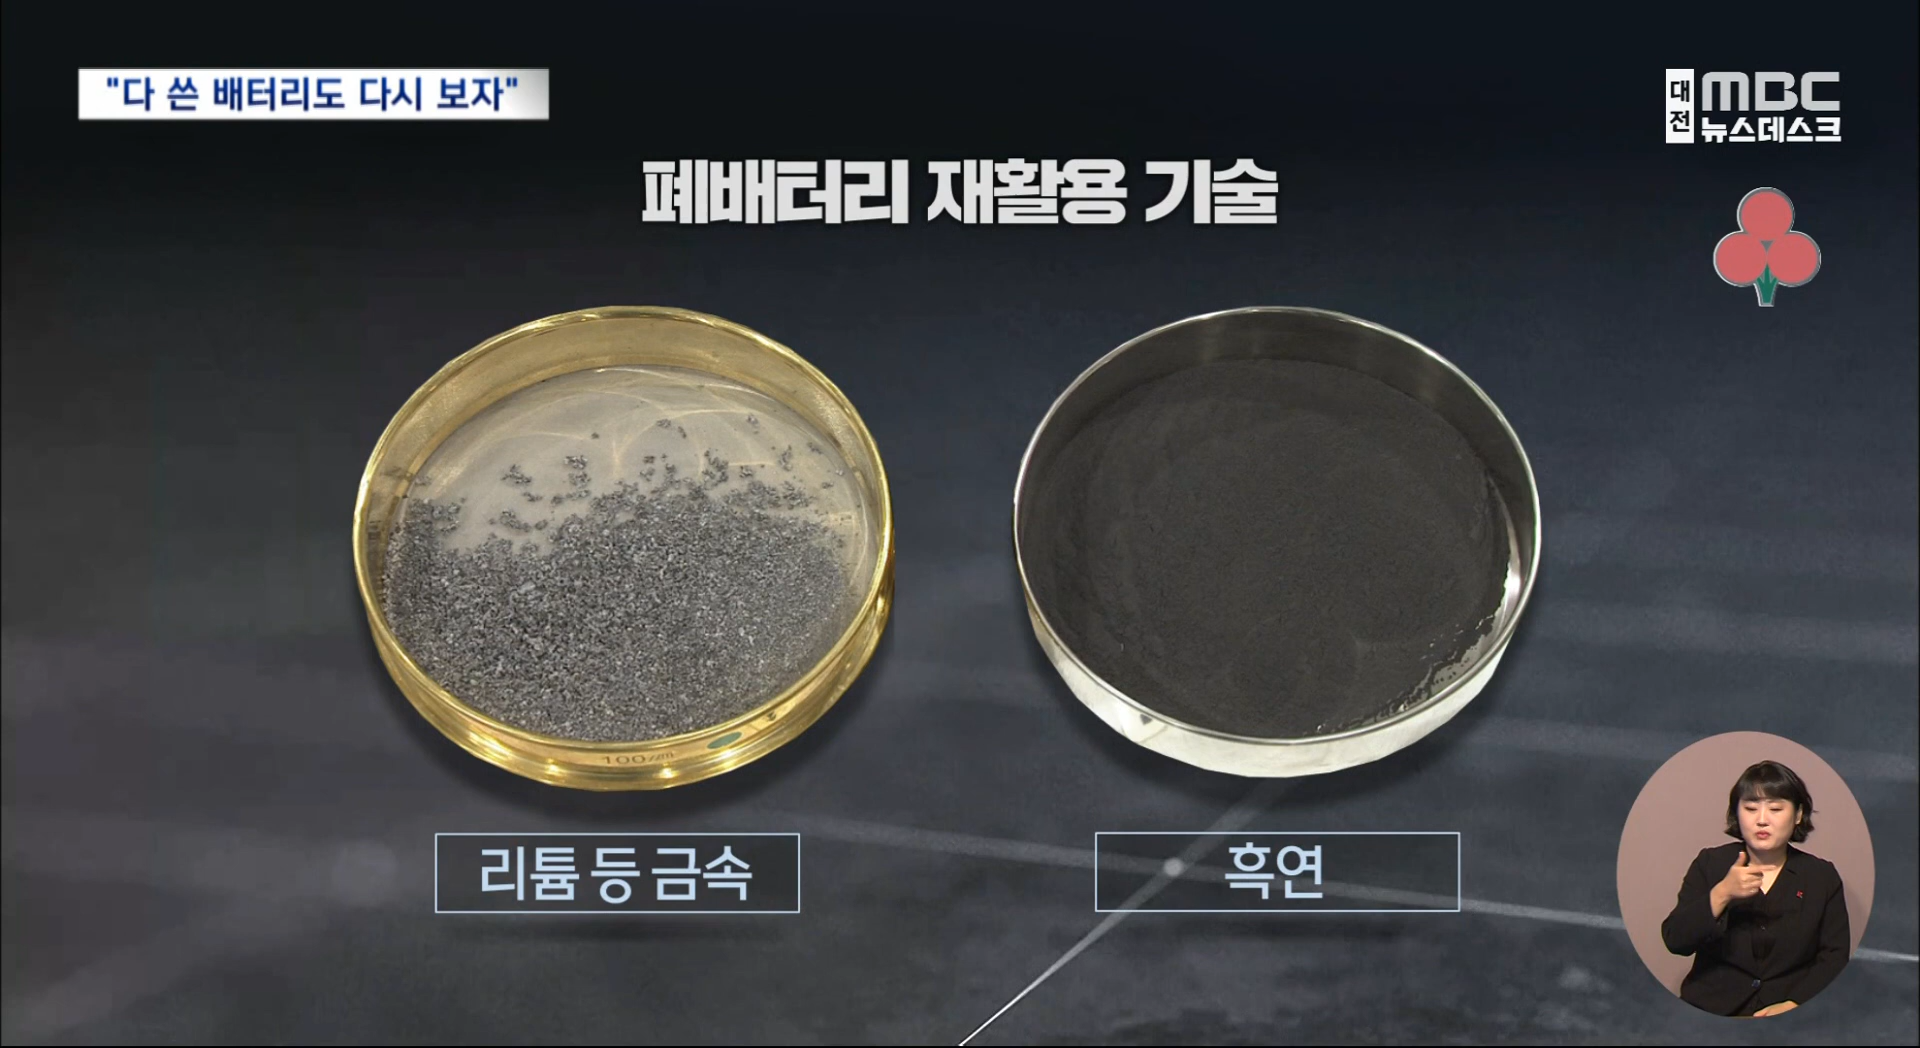 "다 쓴 배터리도 다시 보자"
대전
MBC
뉴스데스크
폐배터리 재활용 기술
100
리튬 등 금속
흑연